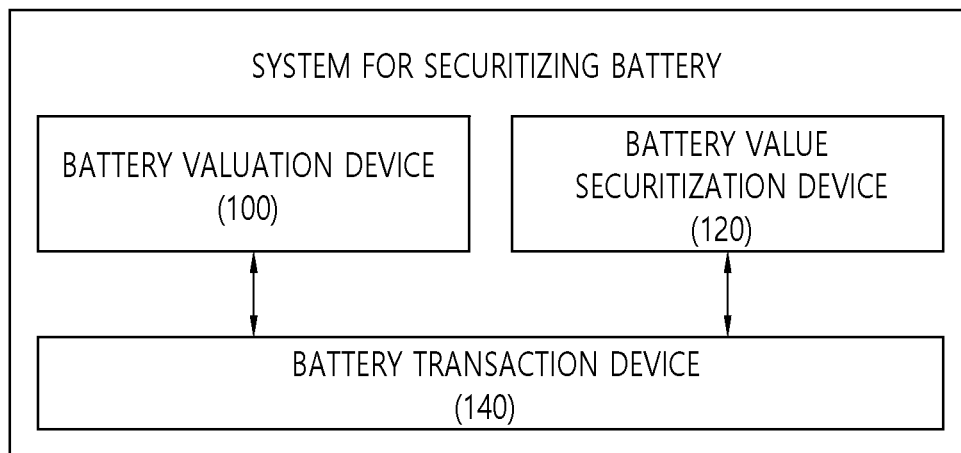 SYSTEM FOR SECURITIZING BATTERY
BATTERY VALUATION DEVICE
(100)
BATTERY VALUE
SECURITIZATION DEVICE
(120)
BATTERY TRANSACTION DEVICE
(140)